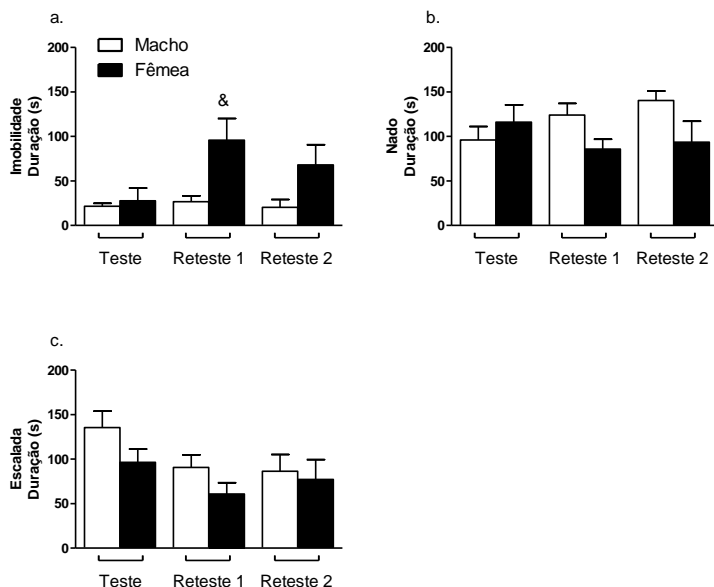 a.
Macho
Fêmea
&
Imobilidade
Duração (s)
200
150
100
50
0
Teste Reteste 1 Reteste 2
b.
Nado
Duração (s)
200
150
100
50
0
Teste Reteste 1 Reteste 2
c.
Escalada
Duração (s)
200
150
100
50
0
Teste Reteste 1 Reteste 2